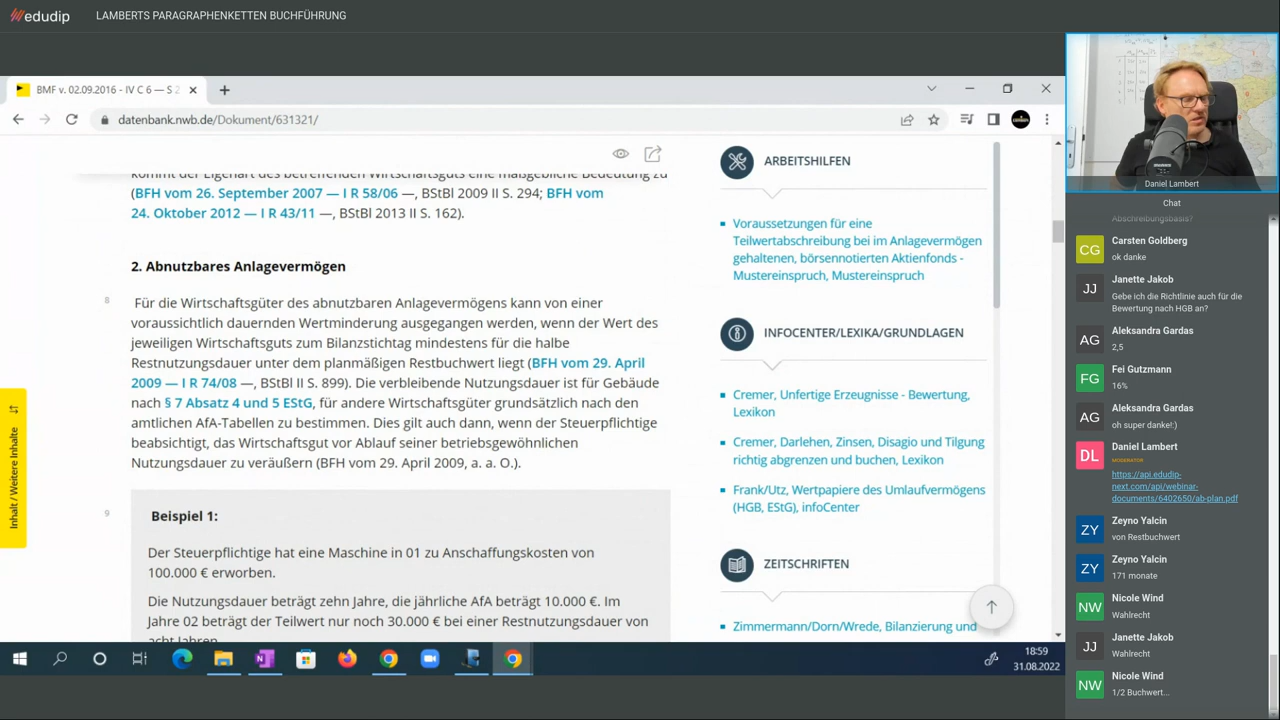 edudip
LAMBERTS PARAGRAPHENKETTEN BUCHFÜHRUNG
BMF v. 02.09.2016 - IV C 6 — S 2
datenbank.nwb.de/Dokument/631321/
kommt der Eigenart des betreffenden Wirtschaftsguts eine maßgebliche Bedeutung zu
(BFH vom 26. September 2007 — I R 58/06 —, BStBl 2009 II S. 294; BFH vom
24. Oktober 2012 — I R 43/11 —, BStBl 2013 II S. 162).
2. Abnutzbares Anlagevermögen
8
Für die Wirtschaftsgüter des abnutzbaren Anlagevermögens kann von einer
voraussichtlich dauernden Wertminderung ausgegangen werden, wenn der Wert des
jeweiligen Wirtschaftsguts zum Bilanzstichtag mindestens für die halbe
Restnutzungsdauer unter dem planmäßigen Restbuchwert liegt (BFH vom 29. April
2009 — I R 74/08 —, BStBl II S. 899). Die verbleibende Nutzungsdauer ist für Gebäude
nach § 7 Absatz 4 und 5 EStG, für andere Wirtschaftsgüter grundsätzlich nach den
amtlichen AfA-Tabellen zu bestimmen. Dies gilt auch dann, wenn der Steuerpflichtige
beabsichtigt, das Wirtschaftsgut vor Ablauf seiner betriebsgewöhnlichen
Nutzungsdauer zu veräußern (BFH vom 29. April 2009, a. a. O.).
9
Beispiel 1:
Der Steuerpflichtige hat eine Maschine in 01 zu Anschaffungskosten von
100.000 € erworben.
Die Nutzungsdauer beträgt zehn Jahre, die jährliche AfA beträgt 10.000 €. Im
Jahre 02 beträgt der Teilwert nur noch 30.000 € bei einer Restnutzungsdauer von
acht Jahren.
Inhalt / Weitere Inhalte
ARBEITSHILFEN
Voraussetzungen für eine
Teilwertabschreibung bei im Anlagevermögen
gehaltenen, börsennotierten Aktienfonds -
Mustereinspruch, Mustereinspruch
INFOCENTER/LEXIKA/GRUNDLAGEN
Cremer, Unfertige Erzeugnisse - Bewertung,
Lexikon
Cremer, Darlehen, Zinsen, Disagio und Tilgung
richtig abgrenzen und buchen, Lexikon
Frank/Utz, Wertpapiere des Umlaufvermögens
(HGB, EStG), infoCenter
ZEITSCHRIFTEN
Zimmermann/Dorn/Wrede, Bilanzierung und
18:59
31.08.2022
Daniel Lambert
Chat
Abschreibungsbasis?
CG
Carsten Goldberg
ok danke
JJ
Janette Jakob
Gebe ich die Richtlinie auch für die
Bewertung nach HGB an?
AG
Aleksandra Gardas
2,5
FG
Fei Gutzmann
16%
AG
Aleksandra Gardas
oh super danke!:)
DL
Daniel Lambert
MODERATOR
https://api.edudip-
next.com/api/webinar-
documents/6402650/ab-plan.pdf
ZY
Zeyno Yalcin
von Restbuchwert
ZY
Zeyno Yalcin
171 monate
NW
Nicole Wind
Wahlrecht
JJ
Janette Jakob
Wahlrecht
NW
Nicole Wind
1/2 Buchwert...